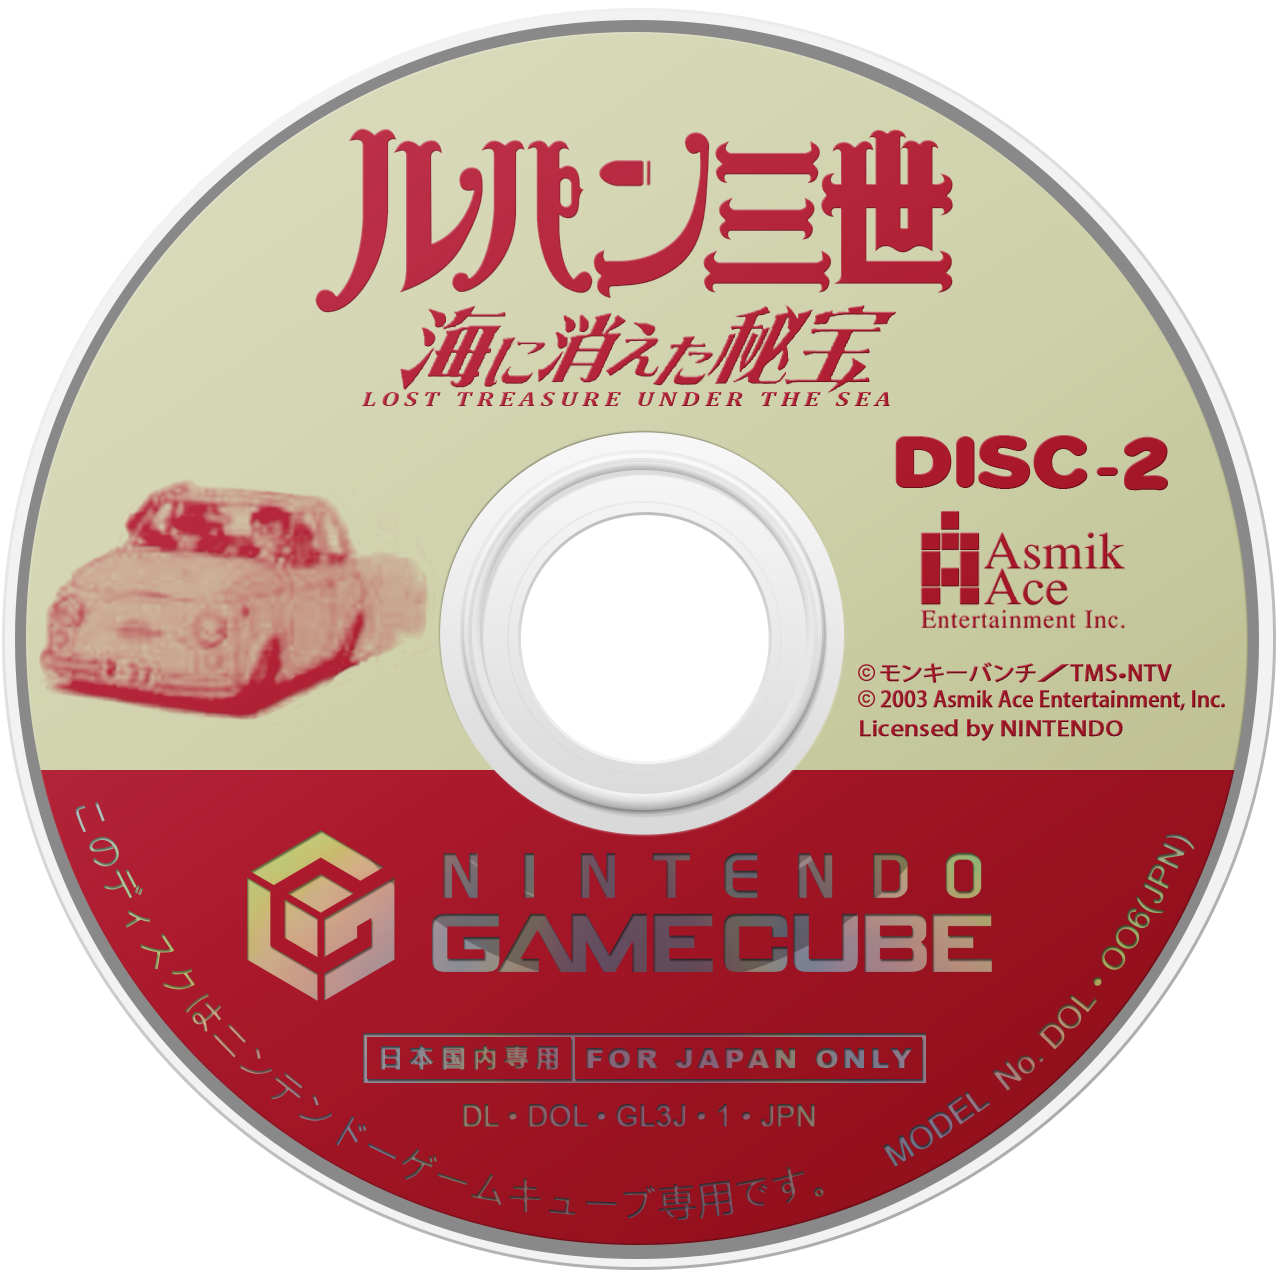 ルパン三世
海に消えた秘宝
LOST TREASURE UNDER THE SEA
DISC-2
Asmik
Ace
Entertainment Inc.
© モンキーパンチ／TMS・NTV
© 2003 Asmik Ace Entertainment, Inc.
Licensed by NINTENDO
NINTENDO
GAMECUBE
日本国内専用 FOR JAPAN ONLY
DL・DOL・GL3J・1・JPN
このディスクはニンテンドーゲームキューブ専用です。
MODEL No. DOL・006(JPN)